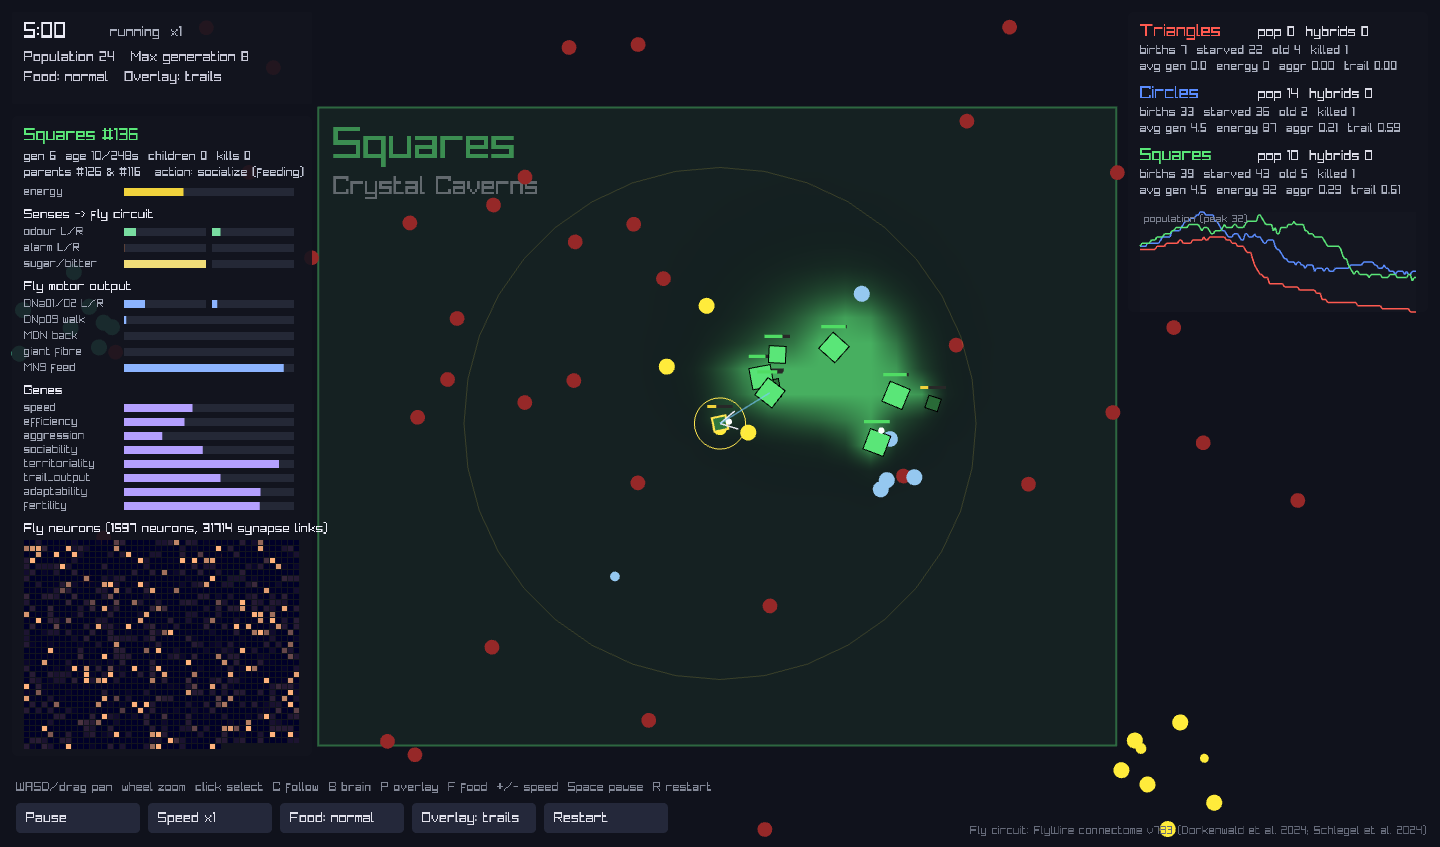 5:00 running x1
Population 24 Max generation 8
Food: normal Overlay: trails
Squares #136
gen 6 age 10/248s children 0 kills 0
parents #126 & #116 action: socialize (feeding)
energy
Senses -> fly circuit
odour L/R
alarm L/R
sugar/bitter
Fly motor output
DNa01/02 L/R
DNp09 walk
MDN back
giant fibre
MN9 feed
Genes
speed
efficiency
aggression
sociability
territoriality
trail_output
adaptability
fertility
Fly neurons (1597 neurons, 31714 synapse links)
Squares
Crystal Caverns
Triangles pop 0 hybrids 0
births 7 starved 22 old 4 killed 1
avg gen 0.0 energy 0 aggr 0.00 trail 0.00
Circles pop 14 hybrids 0
births 33 starved 36 old 2 killed 1
avg gen 4.5 energy 87 aggr 0.21 trail 0.59
Squares pop 10 hybrids 0
births 39 starved 43 old 5 killed 1
avg gen 4.5 energy 92 aggr 0.29 trail 0.61
population (peak 32)
WASD/drag pan wheel zoom click select C follow B brain P overlay F food +/- speed Space pause R restart
Pause
Speed x1
Food: normal
Overlay: trails
Restart
Fly circuit: FlyWire connectome v783 (Dorkenwald et al. 2024; Schlegel et al. 2024)